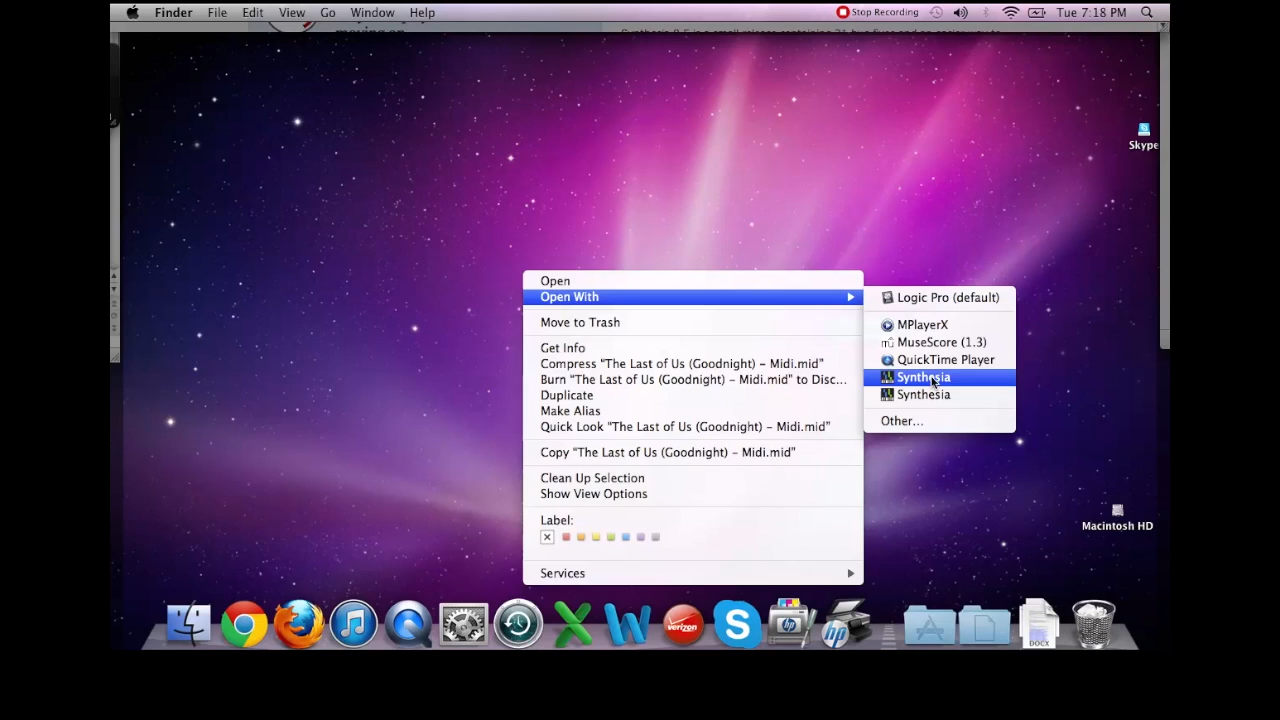 Finder File Edit View Go Window Help Stop Recording Tue 7:18 PM
Skype
Open
Open With
Move to Trash
Get Info
Compress “The Last of Us (Goodnight) – Midi.mid”
Burn “The Last of Us (Goodnight) – Midi.mid” to Disc...
Duplicate
Make Alias
Quick Look “The Last of Us (Goodnight) – Midi.mid”
Copy “The Last of Us (Goodnight) – Midi.mid”
Clean Up Selection
Show View Options
Label:
Services
Logic Pro (default)
MPlayerX
MuseScore (1.3)
QuickTime Player
Synthesia
Synthesia
Other...
Macintosh HD
verizon
hp
hp
DOCX